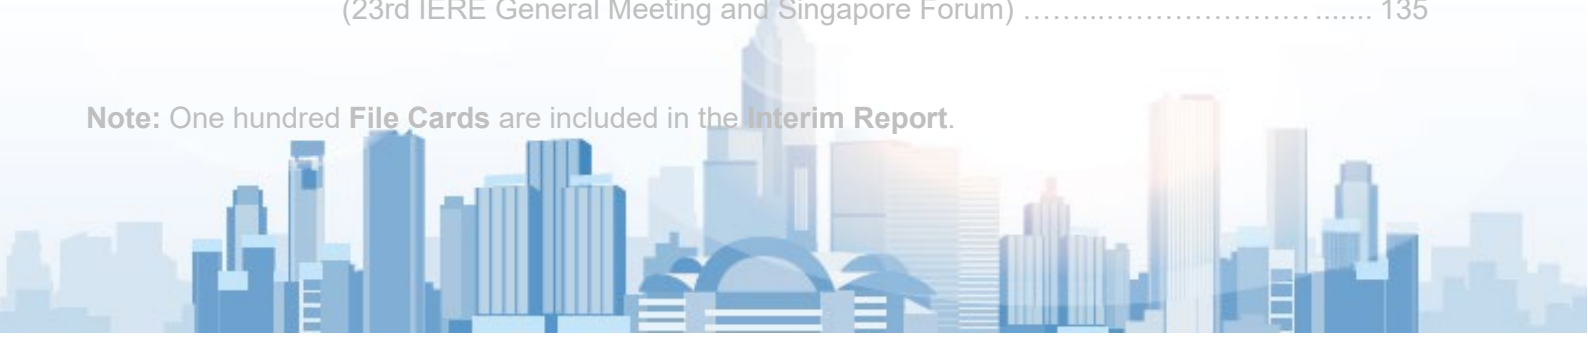 (23rd IERE General Meeting and Singapore Forum) ……...………………… ....... 135
Note: One hundred File Cards are included in the Interim Report.